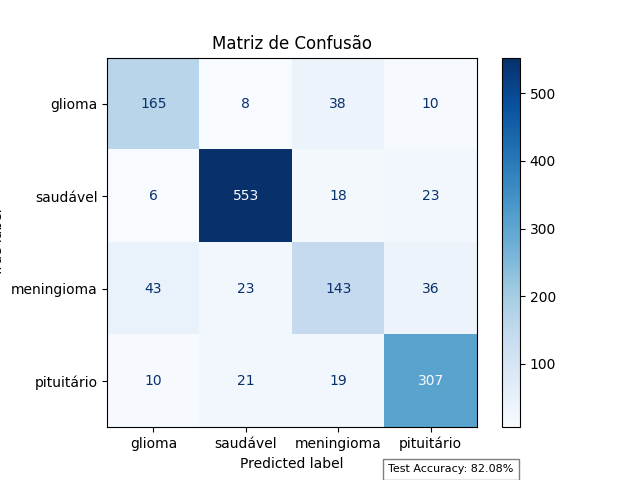 Matriz de Confusão
glioma 165 8 38 10
saudável 6 553 18 23
meningioma 43 23 143 36
pituitário 10 21 19 307
glioma saudável meningioma pituitário
Predicted label
500
400
300
200
100
Test Accuracy: 82.08%